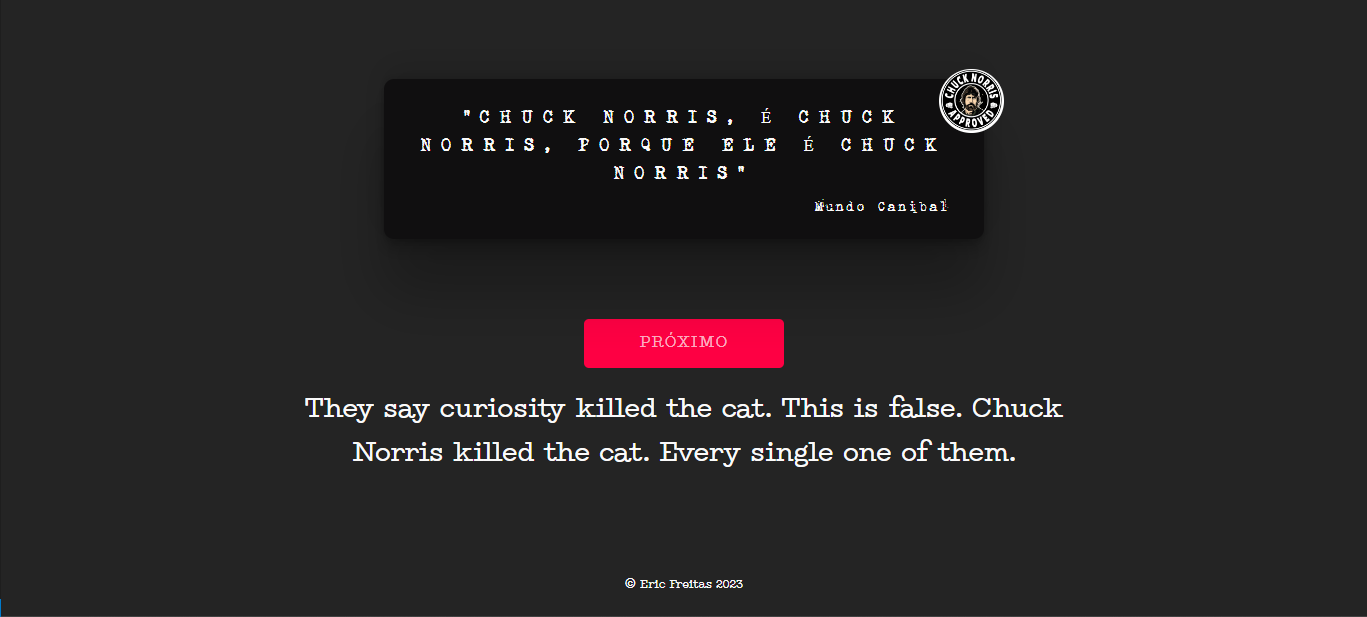 "CHUCK NORRIS, É CHUCK
NORRIS, PORQUE ELE É CHUCK
NORRIS"
Mundo Canibal
CHUCK NORRIS
APPROVED
PRÓXIMO
They say curiosity killed the cat. This is false. Chuck
Norris killed the cat. Every single one of them.
© Eric Freitas 2023